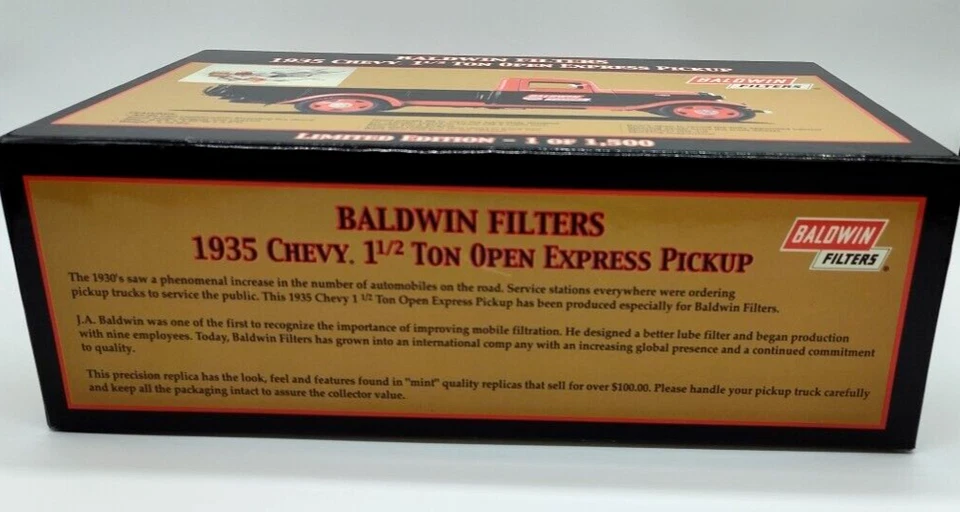 BALDWIN FILTERS
1935 CHEVY. 1 1/2 TON OPEN EXPRESS PICKUP
BALDWIN
FILTERS
LIMITED EDITION - 1 OF 1,500
BALDWIN FILTERS
1935 CHEVY. 1 1/2 TON OPEN EXPRESS PICKUP
BALDWIN
FILTERS®
The 1930's saw a phenomenal increase in the number of automobiles on the road. Service stations everywhere were ordering
pickup trucks to service the public. This 1935 Chevy 1 1/2 Ton Open Express Pickup has been produced especially for Baldwin Filters.
J.A. Baldwin was one of the first to recognize the importance of improving mobile filtration. He designed a better lube filter and began production
with nine employees. Today, Baldwin Filters has grown into an international comp any with an increasing global presence and a continued commitment
to quality.
This precision replica has the look, feel and features found in "mint" quality replicas that sell for over $100.00. Please handle your pickup truck carefully
and keep all the packaging intact to assure the collector value.